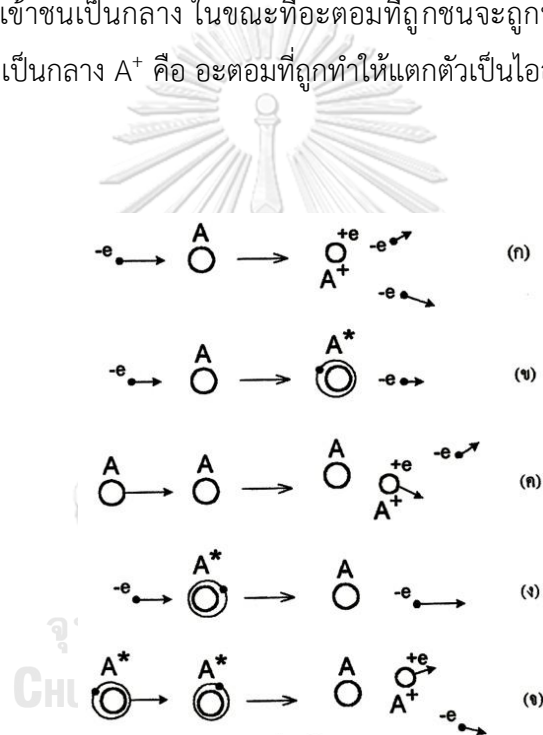 เข้าชนเป็นกลาง ในขณะที่อะตอมที่ถูกชนจะถูก
เป็นกลาง A⁺ คือ อะตอมที่ถูกทำให้แตกตัวเป็น
-e A +e A⁺ -e -e (ก)
-e A A* -e (ข)
A A A +e A⁺ -e (ค)
-e A* A -e (ง)
A* A* A +e A⁺ -e (จ)